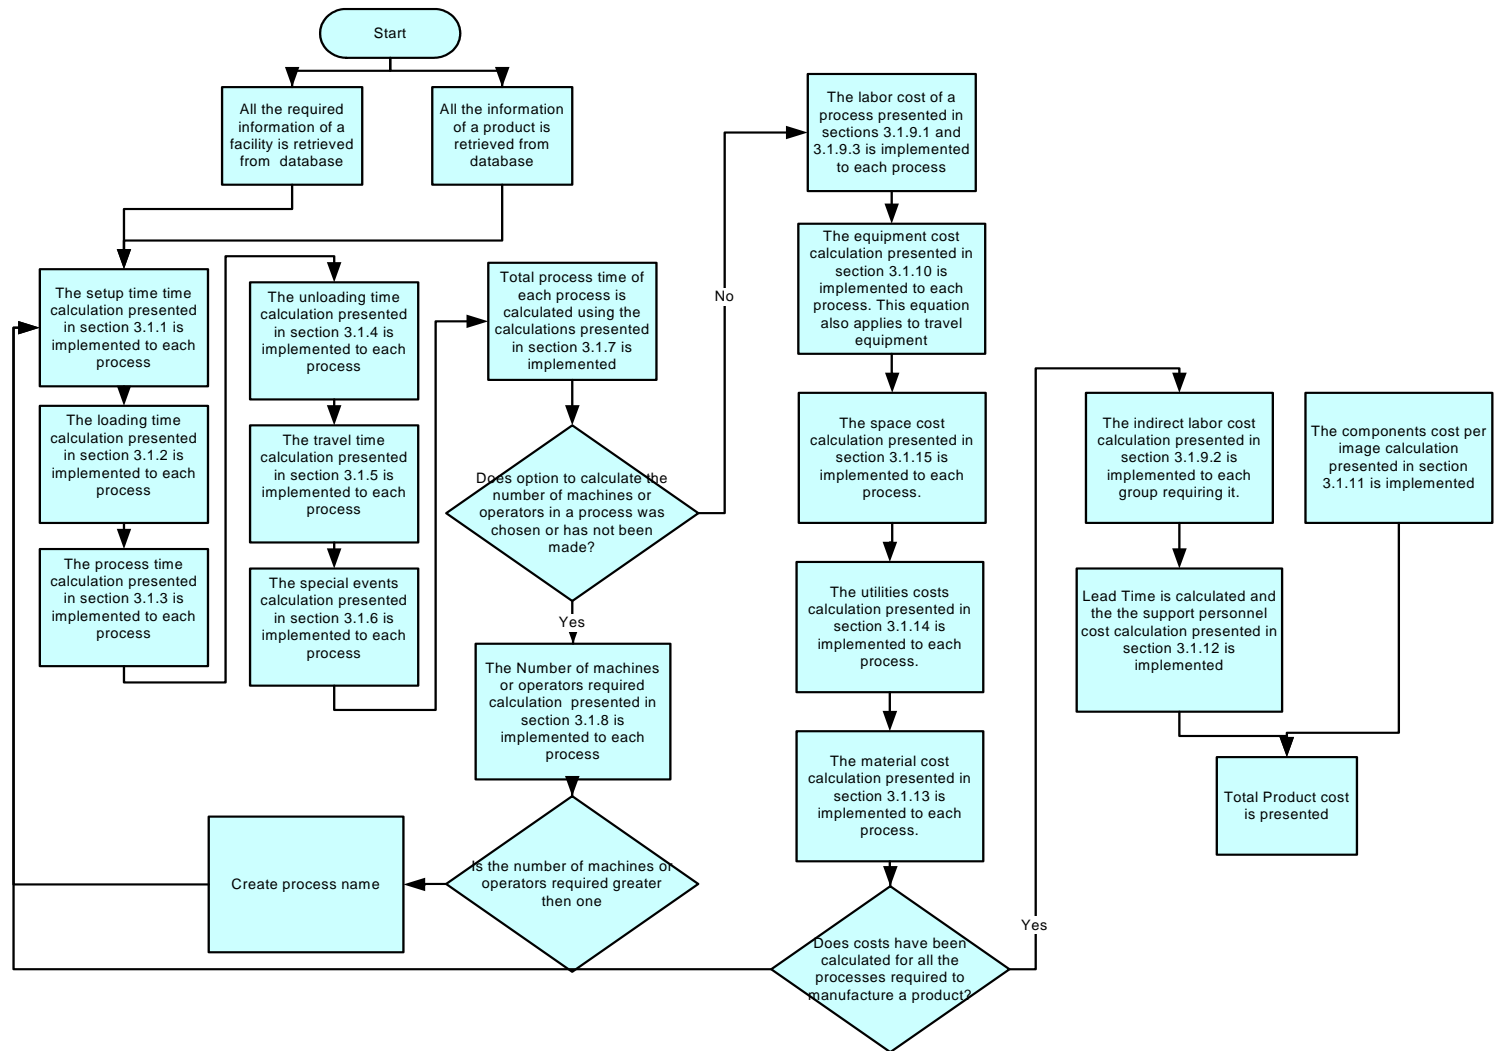 Start
All the required
information of a
facility is retrieved
from database
All the information
of a product is
retrieved from
database
The setup time time
calculation presented
in section 3.1.1 is
implemented to each
process
The loading time
calculation presented
in section 3.1.2 is
implemented to each
process
The process time
calculation presented
in section 3.1.3 is
implemented to each
process
The unloading time
calculation presented
in section 3.1.4 is
implemented to each
process
The travel time
calculation presented
in section 3.1.5 is
implemented to each
process
The special events
calculation presented
in section 3.1.6 is
implemented to each
process
Total process time of
each process is
calculated using the
calculations presented
in section 3.1.7 is
implemented
Does option to calculate the
number of machines or
operators in a process was
chosen or has not been
made?
No
Yes
The Number of machines
or operators required
calculation presented in
section 3.1.8 is
implemented to each
process
Is the number of machines or
operators required greater
then one
Create process name
The labor cost of a
process presented in
sections 3.1.9.1 and
3.1.9.3 is implemented
to each process
The equipment cost
calculation presented in
section 3.1.10 is
implemented to each
process. This equation
also applies to travel
equipment
The space cost
calculation presented in
section 3.1.15 is
implemented to each
process.
The utilities costs
calculation presented in
section 3.1.14 is
implemented to each
process.
The material cost
calculation presented in
section 3.1.13 is
implemented to each
process.
Does costs have been
calculated for all the
processes required to
manufacture a product?
Yes
The indirect labor cost
calculation presented in
section 3.1.9.2 is
implemented to each
group requiring it.
The components cost per
image calculation
presented in section
3.1.11 is implemented
Lead Time is calculated and
the the support personnel
cost calculation presented in
section 3.1.12 is
implemented
Total Product cost
is presented